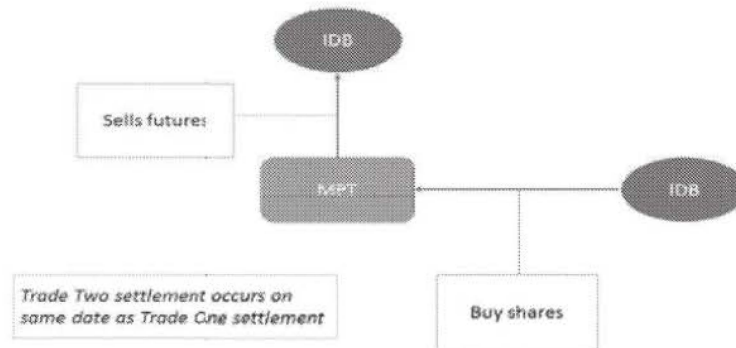 IDB
Sells futures
MPT
IDB
Trade Two settlement occurs on
same date as Trade One settlement
Buy shares